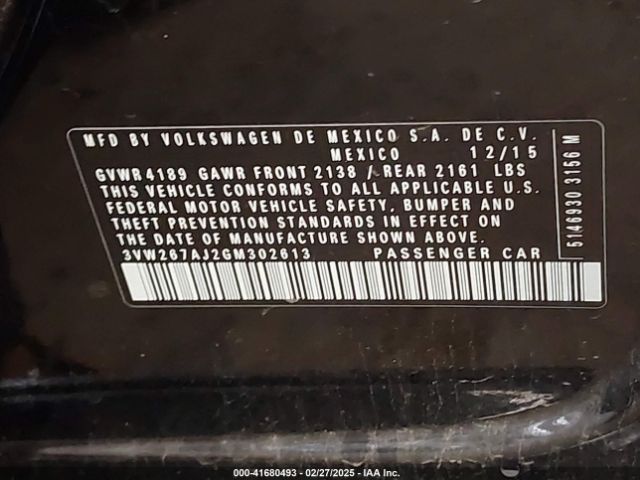 MFD BY VOLKSWAGEN DE MEXICO S.A. DE C.V.
MEXICO 12/15
GVWR 4189 GAWR FRONT 2138 / REAR 2161 LBS
THIS VEHICLE CONFORMS TO ALL APPLICABLE U.S.
FEDERAL MOTOR VEHICLE SAFETY, BUMPER AND
THEFT PREVENTION STANDARDS IN EFFECT ON
THE DATE OF MANUFACTURE SHOWN ABOVE.
3VW267AJ2GM302613 PASSENGER CAR
5146930 3156 M
000-41680493 - 02/27/2025 - IAA Inc.